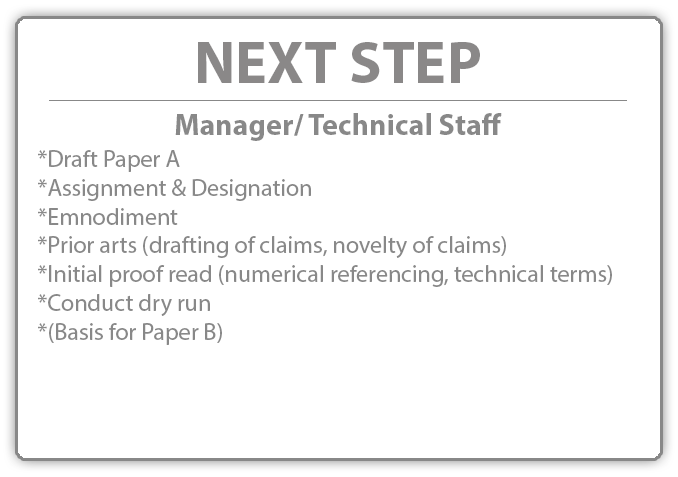 NEXT STEP
Manager/ Technical Staff
*Draft Paper A
*Assignment & Designation
*Emnodiment
*Prior arts (drafting of claims, novelty of claims)
*Initial proof read (numerical referencing, technical terms)
*Conduct dry run
*(Basis for Paper B)